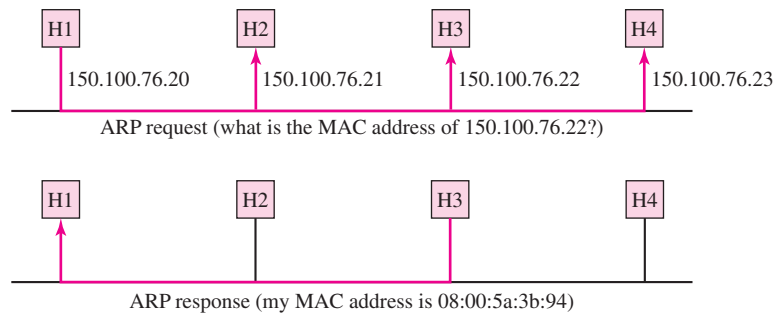 H1 H2 H3 H4
150.100.76.20 150.100.76.21 150.100.76.22 150.100.76.23
ARP request (what is the MAC address of 150.100.76.22?)
H1 H2 H3 H4
ARP response (my MAC address is 08:00:5a:3b:94)